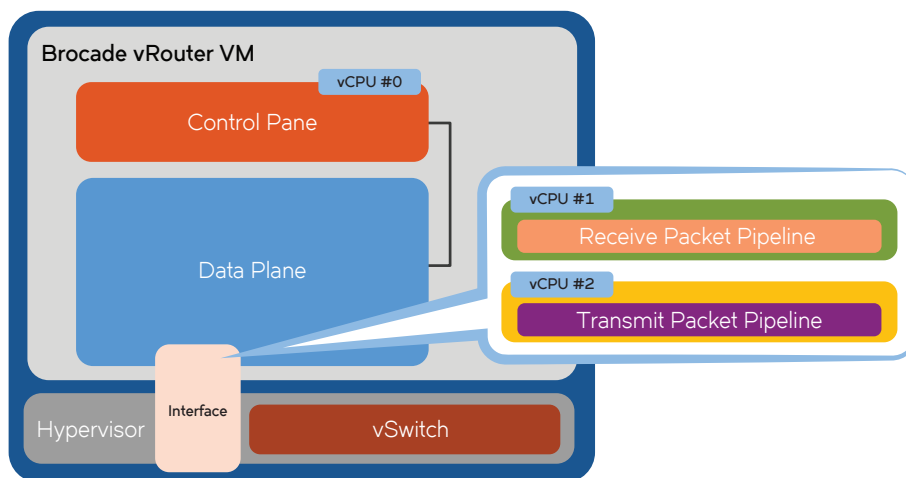 Brocade vRouter VM
vCPU #0
Control Pane
Data Plane
vCPU #1
Receive Packet Pipeline
vCPU #2
Transmit Packet Pipeline
Interface
Hypervisor
vSwitch